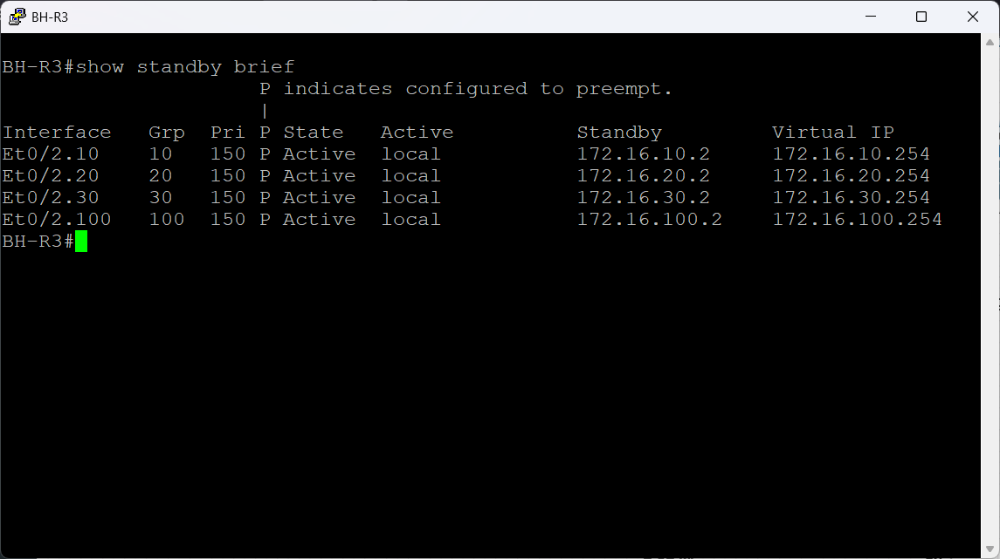 BH-R3
BH-R3#show standby brief
                     P indicates configured to preempt.
                     |
Interface   Grp  Pri P State   Active          Standby         Virtual IP
Et0/2.10    10   150 P Active  local           172.16.10.2     172.16.10.254
Et0/2.20    20   150 P Active  local           172.16.20.2     172.16.20.254
Et0/2.30    30   150 P Active  local           172.16.30.2     172.16.30.254
Et0/2.100   100  150 P Active  local           172.16.100.2    172.16.100.254
BH-R3#